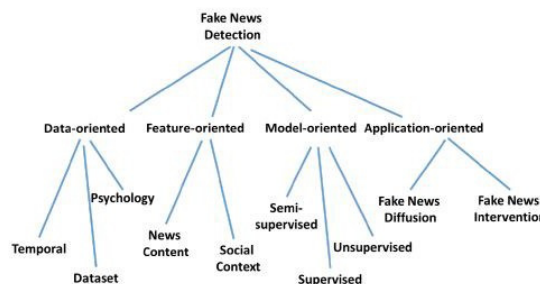 Fake News
Detection
Data-oriented
Feature-oriented
Model-oriented
Application-oriented
Psychology
Temporal
Dataset
News
Content
Social
Context
Semi-
supervised
Supervised
Unsupervised
Fake News
Diffusion
Fake News
Intervention